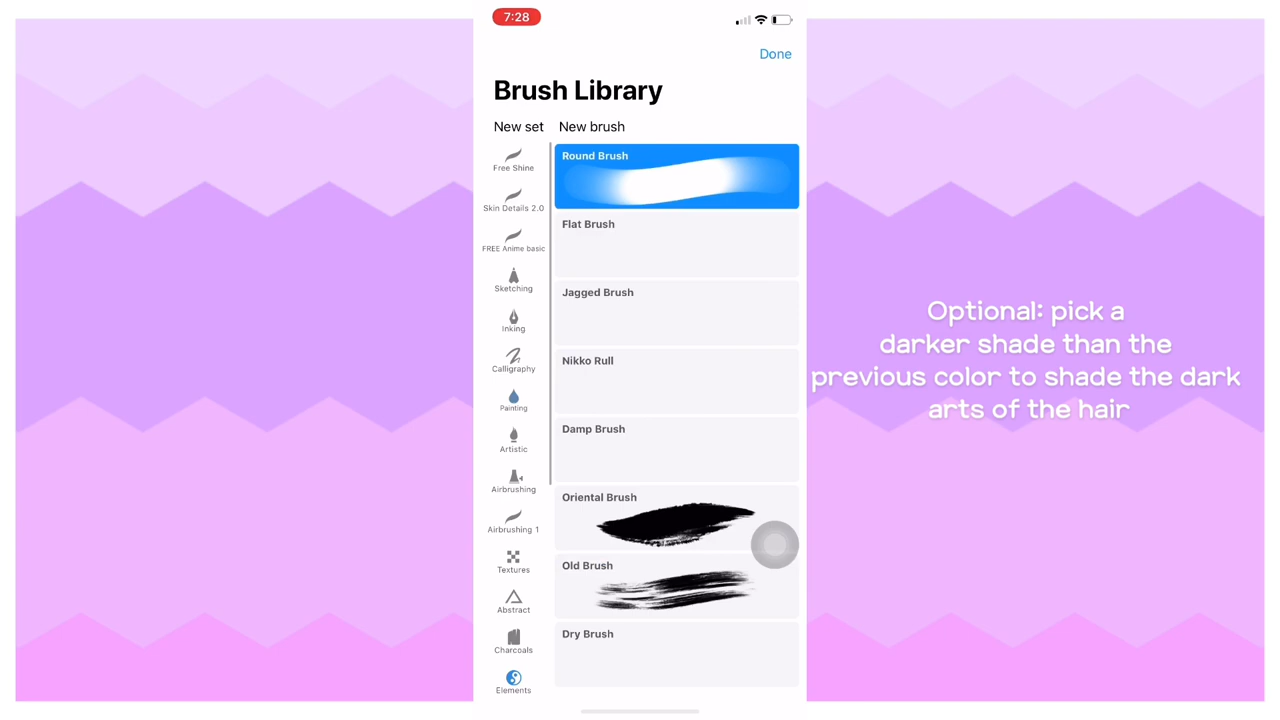 7:28
Done
Brush Library
New set
New brush
Free Shine
Skin Details 2.0
FREE Anime basic
Sketching
Inking
Calligraphy
Painting
Artistic
Airbrushing
Airbrushing 1
Textures
Abstract
Charcoals
Elements
Round Brush
Flat Brush
Jagged Brush
Nikko Rull
Damp Brush
Oriental Brush
Old Brush
Dry Brush
Optional: pick a
darker shade than the
previous color to shade the dark
arts of the hair